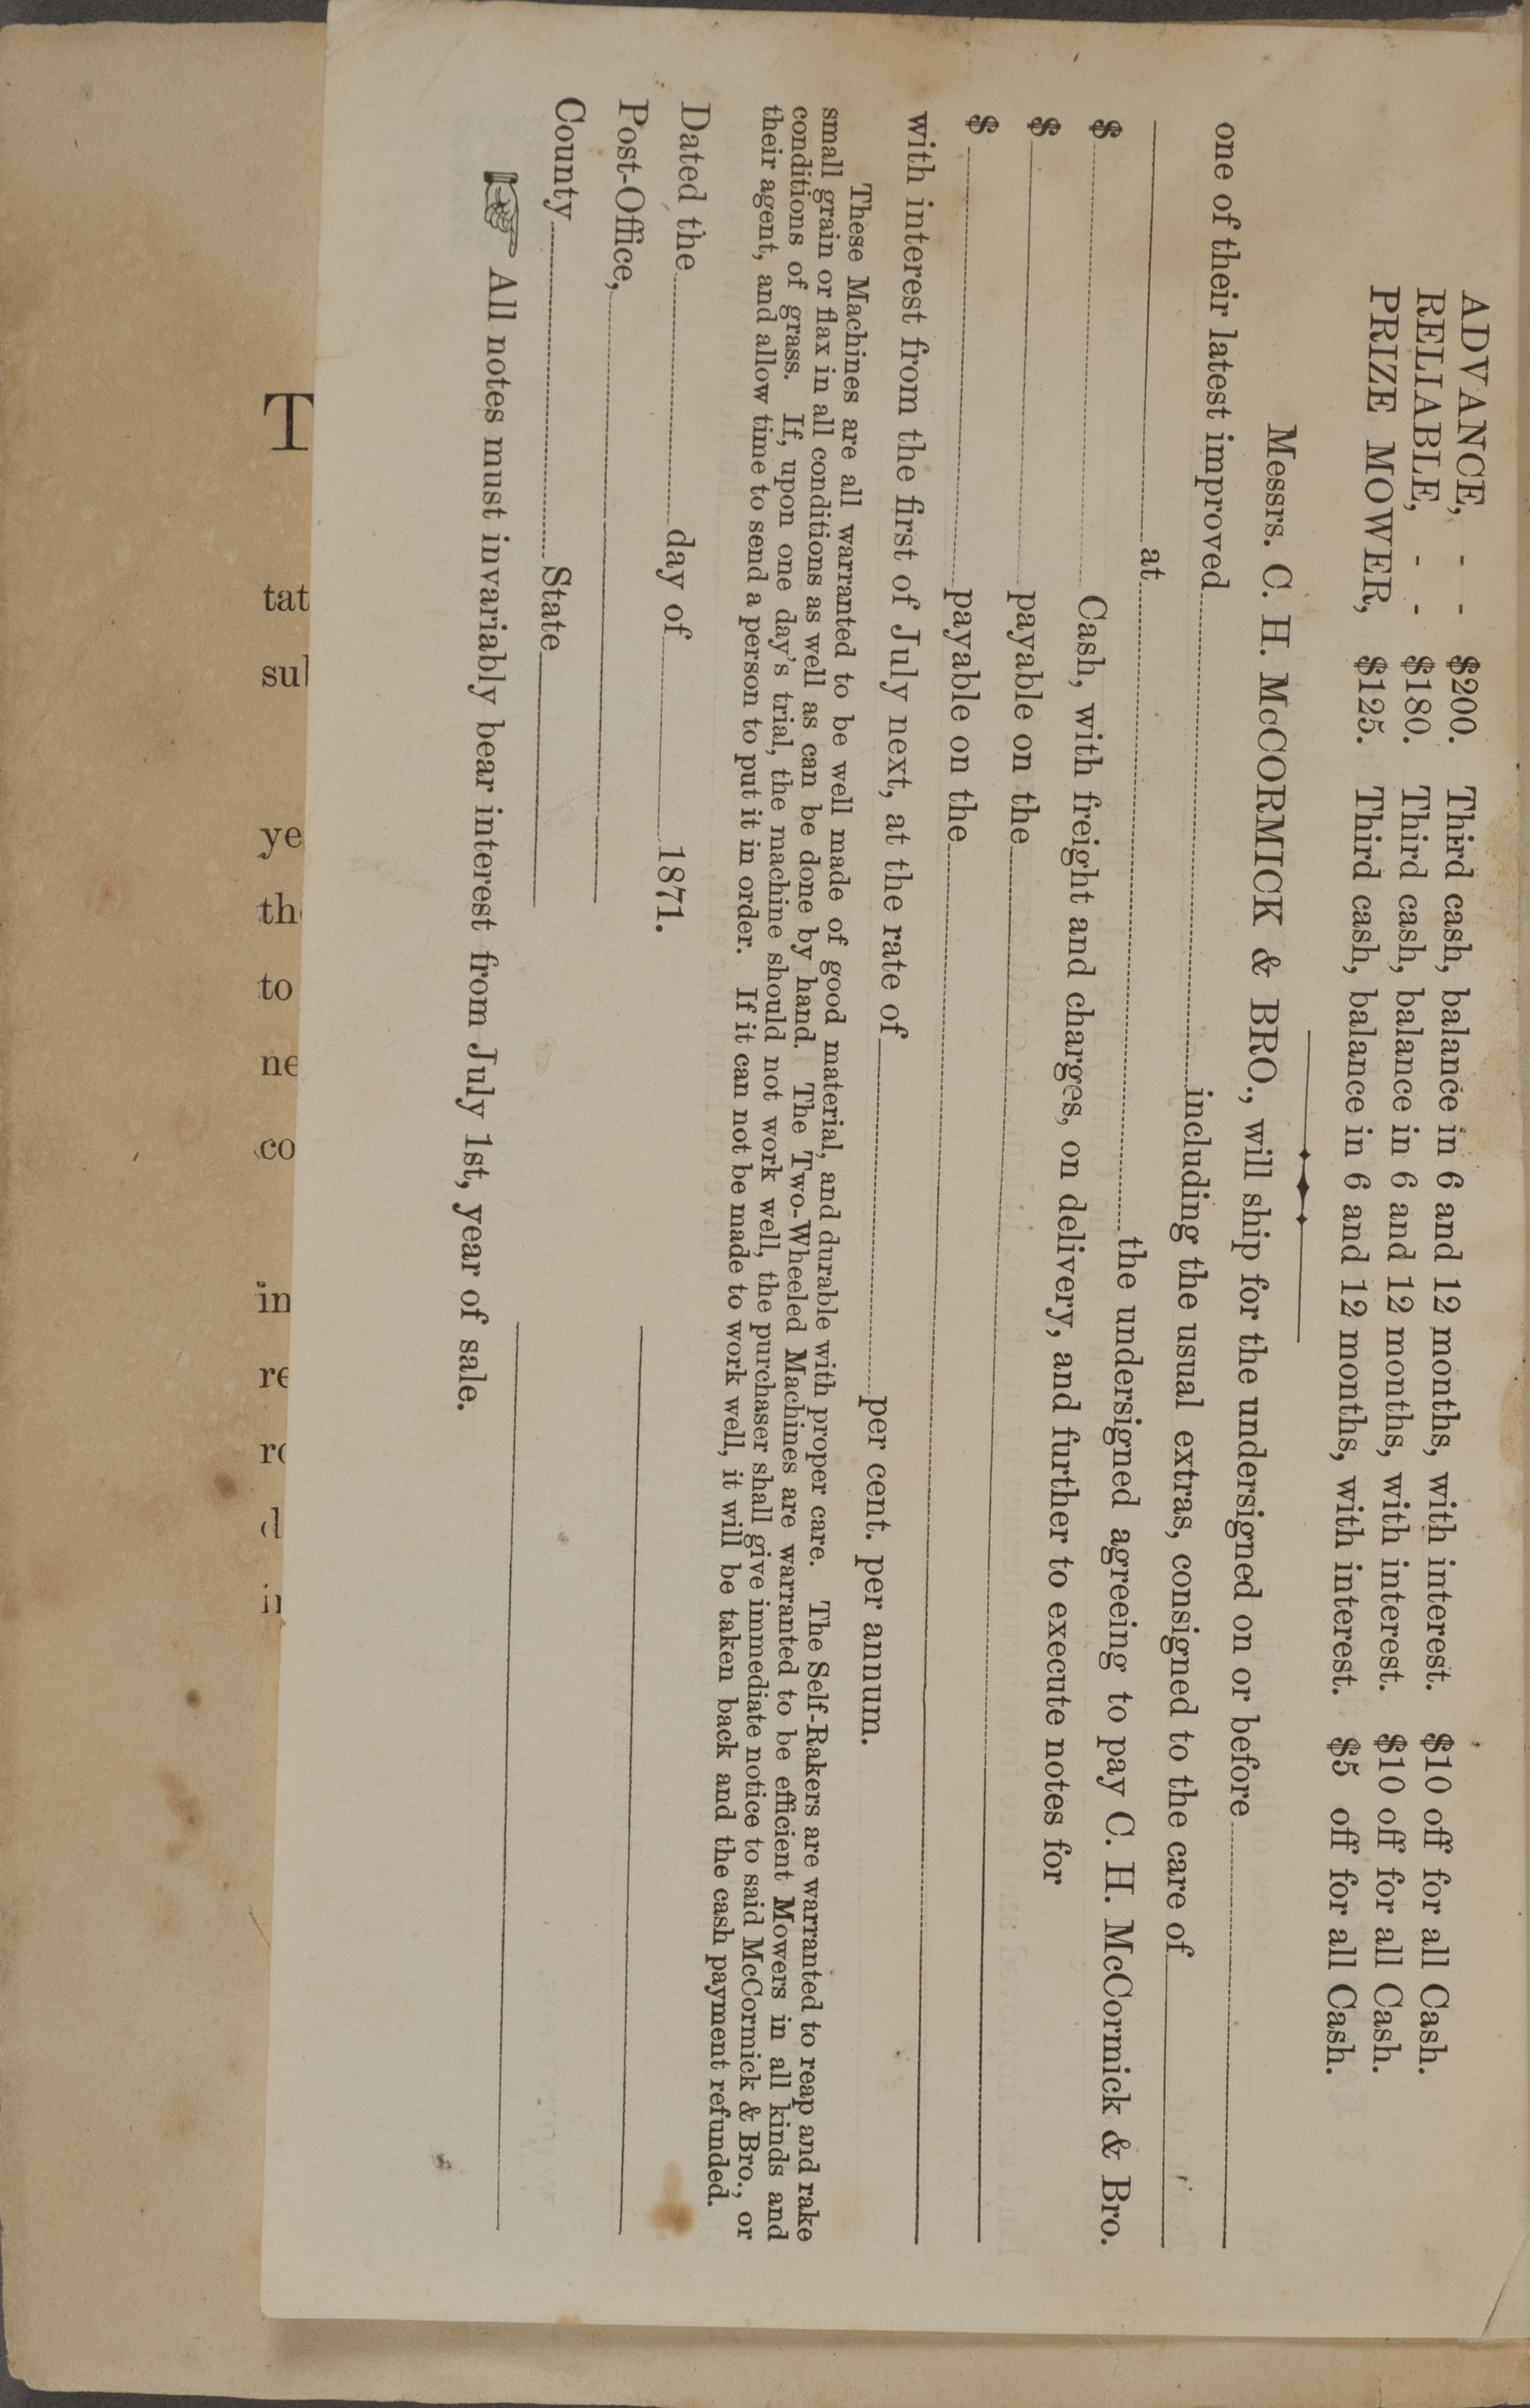 ADVANCE, - - $200. Third cash, balance in 6 and 12 months, with interest. $10 off for all Cash.
RELIABLE, - - $180. Third cash, balance in 6 and 12 months, with interest. $10 off for all Cash.
PRIZE MOWER, $125. Third cash, balance in 6 and 12 months, with interest. $5 off for all Cash.
Messrs. C. H. McCORMICK & BRO., will ship for the undersigned on or before
one of their latest improved including the usual extras, consigned to the care of
at the undersigned agreeing to pay C. H. McCormick & Bro.
$ Cash, with freight and charges, on delivery, and further to execute notes for
$ payable on the
$ payable on the
with interest from the first of July next, at the rate of per cent. per annum.
These Machines are all warranted to be well made of good material, and durable with proper care. The Self-Rakers are warranted to reap and rake
small grain or flax in all conditions as well as can be done by hand. The Two-Wheeled Machines are warranted to be efficient Mowers in all kinds and
conditions of grass. If, upon one day's trial, the machine should not work well, the purchaser shall give immediate notice to said McCormick & Bro., or
their agent, and allow time to send a person to put it in order. If it can not be made to work well, it will be taken back and the cash payment refunded.
Dated the day of 1871.
Post-Office,
County State
☞ All notes must invariably bear interest from July 1st, year of sale.
T
tat
sul
ye
the
to
ne
co
in
re
ro
d
in